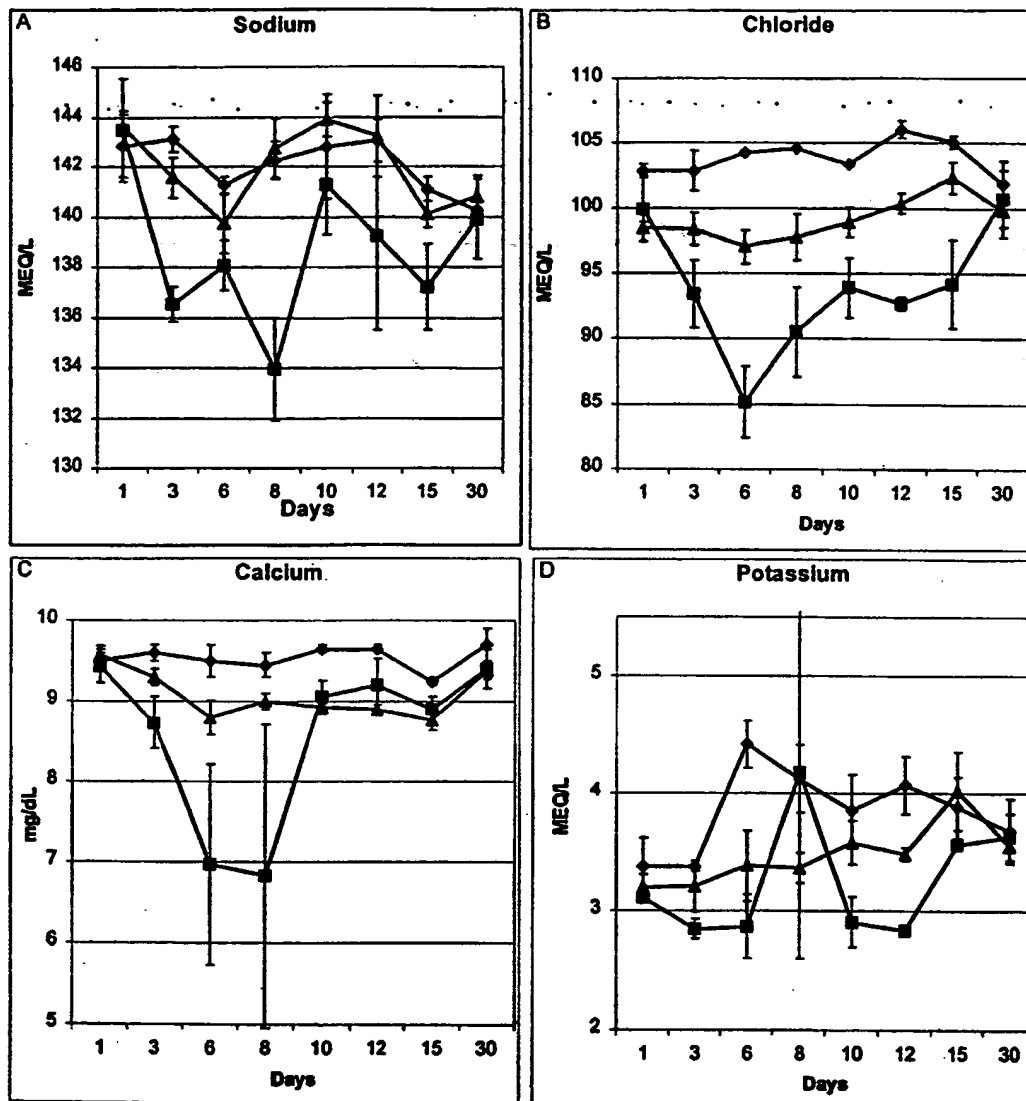 A
Sodium
146
144
142
140
138
136
134
132
130
MEQ/L
1 3 6 8 10 12 15 30
Days
B
Chloride
110
105
100
95
90
85
80
MEQ/L
1 3 6 8 10 12 15 30
Days
C
Calcium
10
9
8
7
6
5
mg/dL
1 3 6 8 10 12 15 30
Days
D
Potassium
5
4
3
2
MEQ/L
1 3 6 8 10 12 15 30
Days